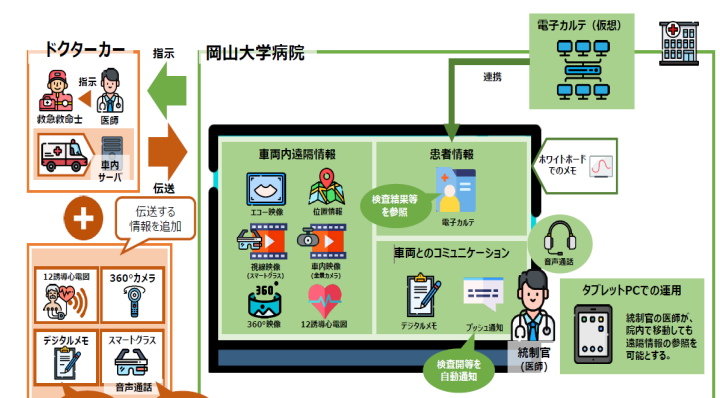 ドクターカー
指示
救急救命士
医師
車内
サーバ
指示
伝送
伝送する
情報を追加
12誘導心電図
360°カメラ
デジタルメモ
スマートグラス
音声通話
岡山大学病院
電子カルテ（仮想）
連携
車両内遠隔情報
エコー映像
位置情報
視線映像
(スマートグラス)
車内映像
(金魚カメラ)
360°
360°映像
12誘導心電図
患者情報
検査結果等
を参照
電子カルテ
ホワイトボード
でのメモ
車両とのコミュニケーション
デジタルメモ
プッシュ通知
検査開等を
自動通知
音声通話
統制官
(医師)
タブレットPCでの運用
統制官の医師が、
院内で移動しても
遠隔情報の参照を
可能とする。